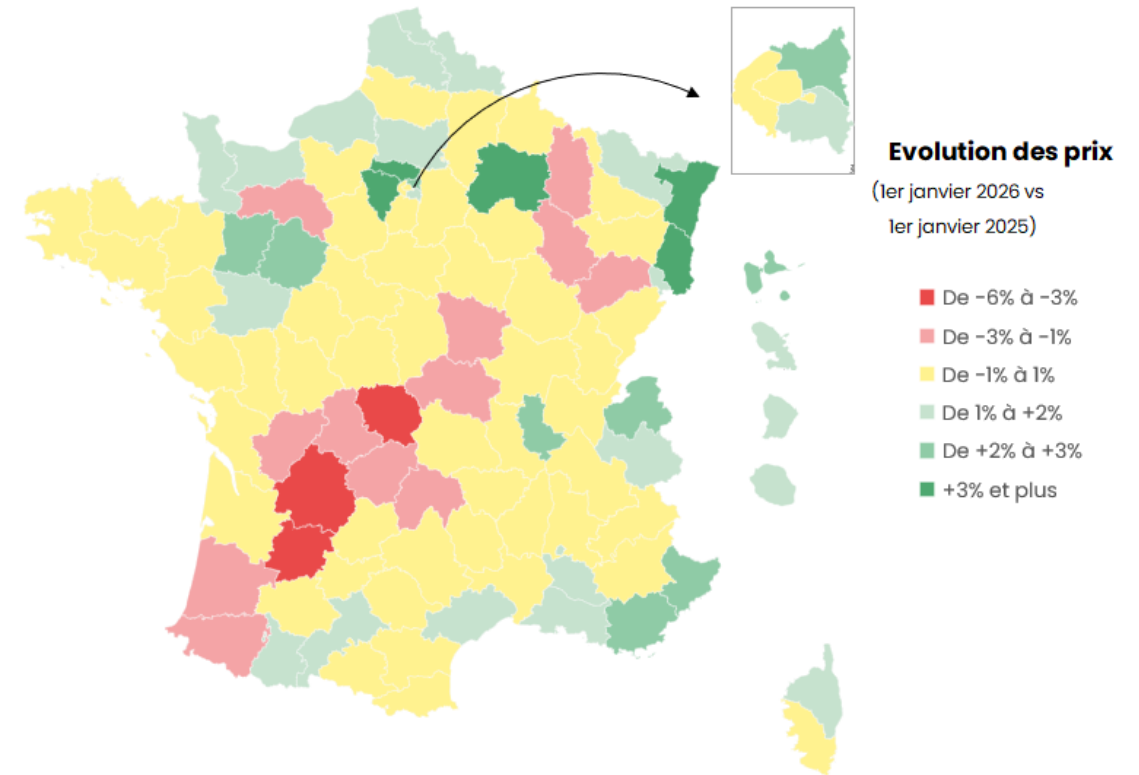 Evolution des prix
(1er janvier 2026 vs
1er janvier 2025)
De -6% à -3%
De -3% à -1%
De -1% à 1%
De 1% à +2%
De +2% à +3%
+3% et plus